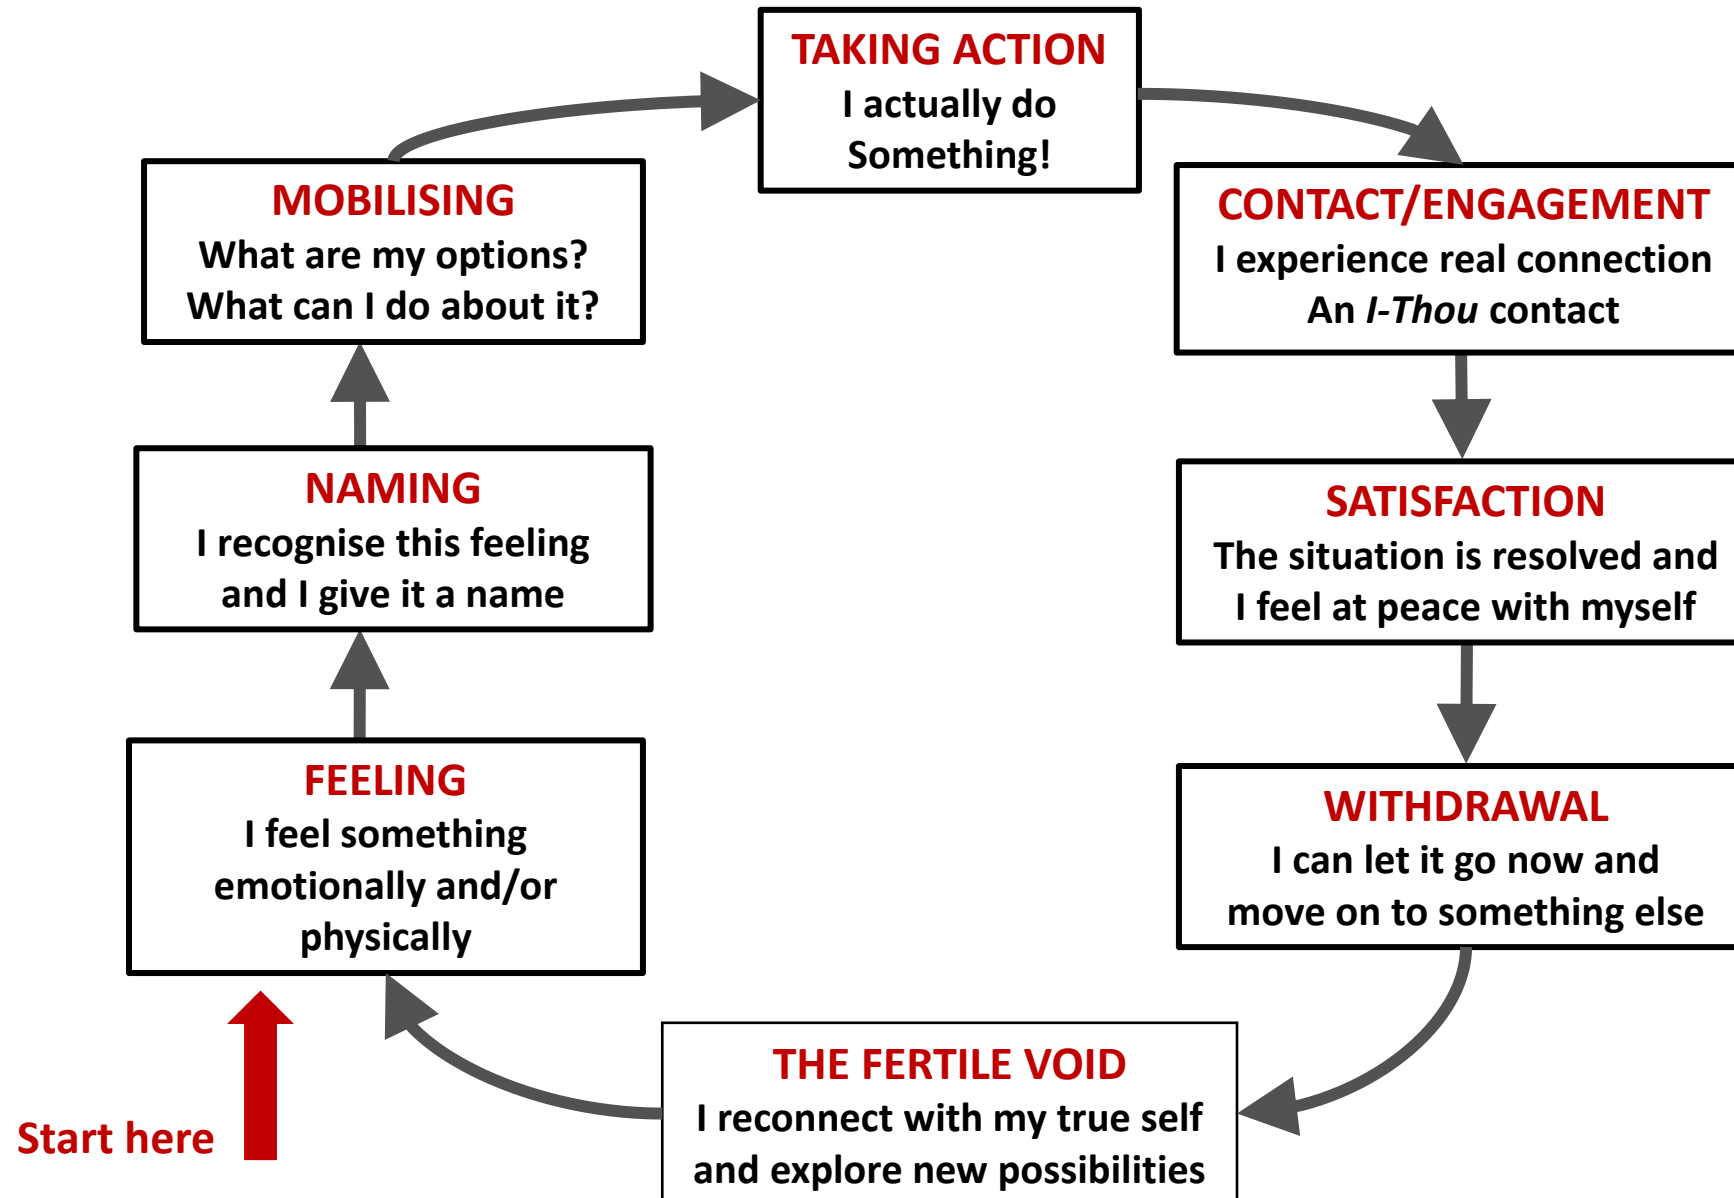 TAKING ACTION
I actually do
Something!
MOBILISING
What are my options?
What can I do about it?
CONTACT/ENGAGEMENT
I experience real connection
An I-Thou contact
NAMING
I recognise this feeling
and I give it a name
SATISFACTION
The situation is resolved and
I feel at peace with myself
FEELING
I feel something
emotionally and/or
physically
WITHDRAWAL
I can let it go now and
move on to something else
THE FERTILE VOID
I reconnect with my true self
and explore new possibilities
Start here